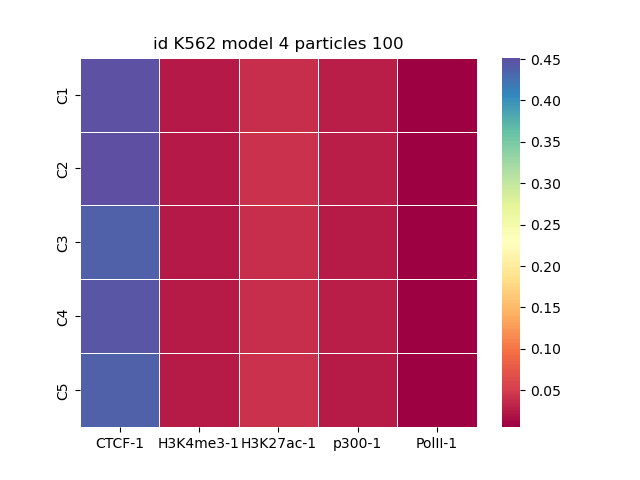 id K562 model 4 particles 100
C1
C2
C3
C4
C5
CTCF-1 H3K4me3-1 H3K27ac-1 p300-1 PolII-1
0.45
0.40
0.35
0.30
0.25
0.20
0.15
0.10
0.05